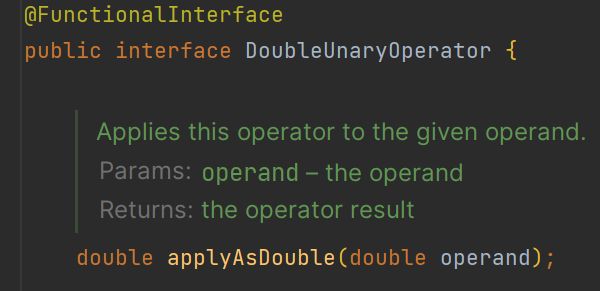 @FunctionalInterface
public interface DoubleUnaryOperator {
Applies this operator to the given operand.
Params: operand – the operand
Returns: the operator result
double applyAsDouble(double operand);